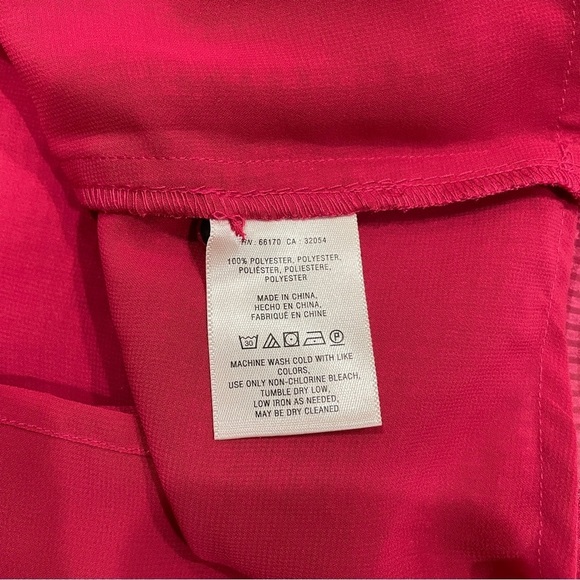 RN : 66170 CA : 32054
100% POLYESTER, POLYESTER,
POLIÉSTER, POLIESTERE,
POLYESTER
MADE IN CHINA,
HECHO EN CHINA,
FABRIQUÉ EN CHINE
30 P
MACHINE WASH COLD WITH LIKE
COLORS,
USE ONLY NON-CHLORINE BLEACH,
TUMBLE DRY LOW,
LOW IRON AS NEEDED,
MAY BE DRY CLEANED